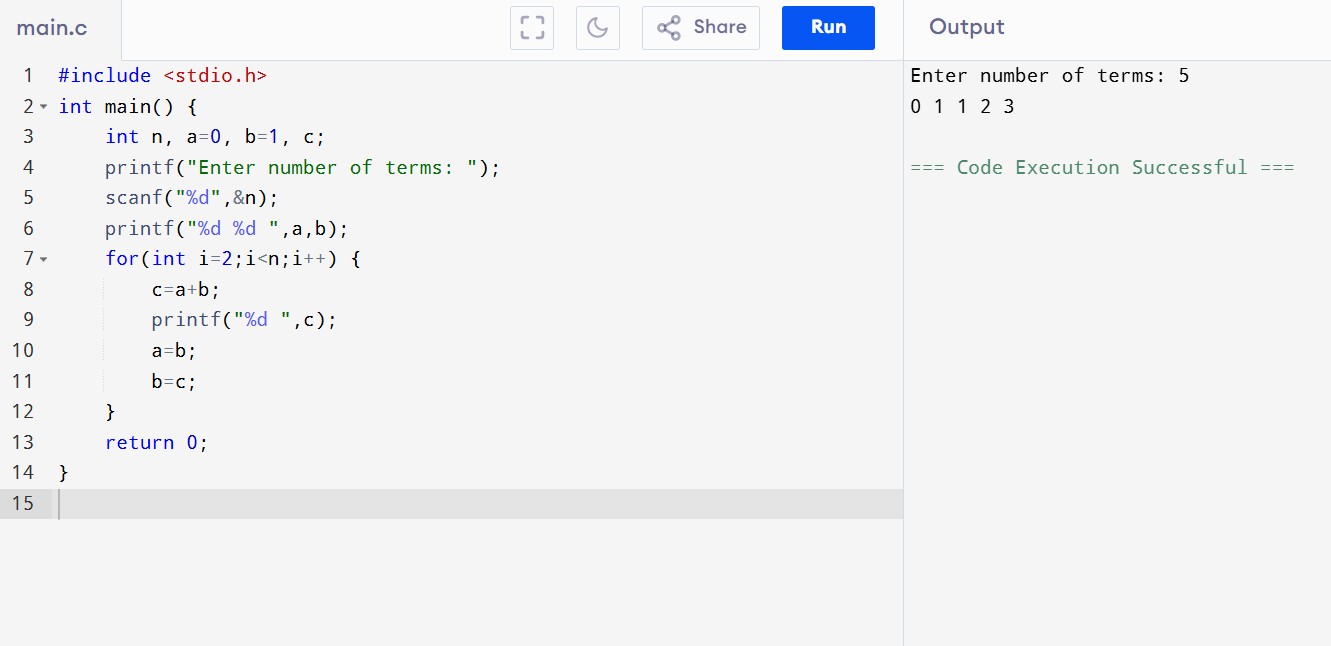 main.c
Share
Run
Output
1 #include <stdio.h>
2 int main() {
3     int n, a=0, b=1, c;
4     printf("Enter number of terms: ");
5     scanf("%d",&n);
6     printf("%d %d ",a,b);
7     for(int i=2;i<n;i++) {
8         c=a+b;
9         printf("%d ",c);
10         a=b;
11         b=c;
12     }
13     return 0;
14 }
15
Enter number of terms: 5
0 1 1 2 3
=== Code Execution Successful ===